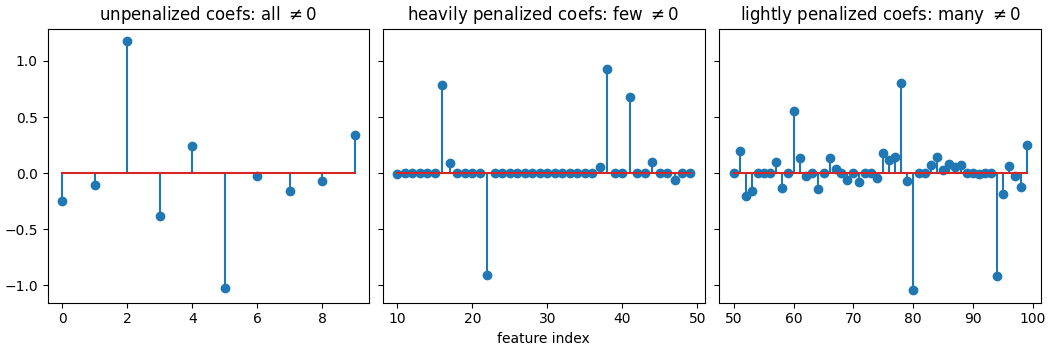 unpenalized coefs: all ≠0
heavily penalized coefs: few ≠0
lightly penalized coefs: many ≠0
1.0
0.5
0.0
−0.5
−1.0
0 2 4 6 8
10 20 30 40 50
50 60 70 80 90 100
feature index